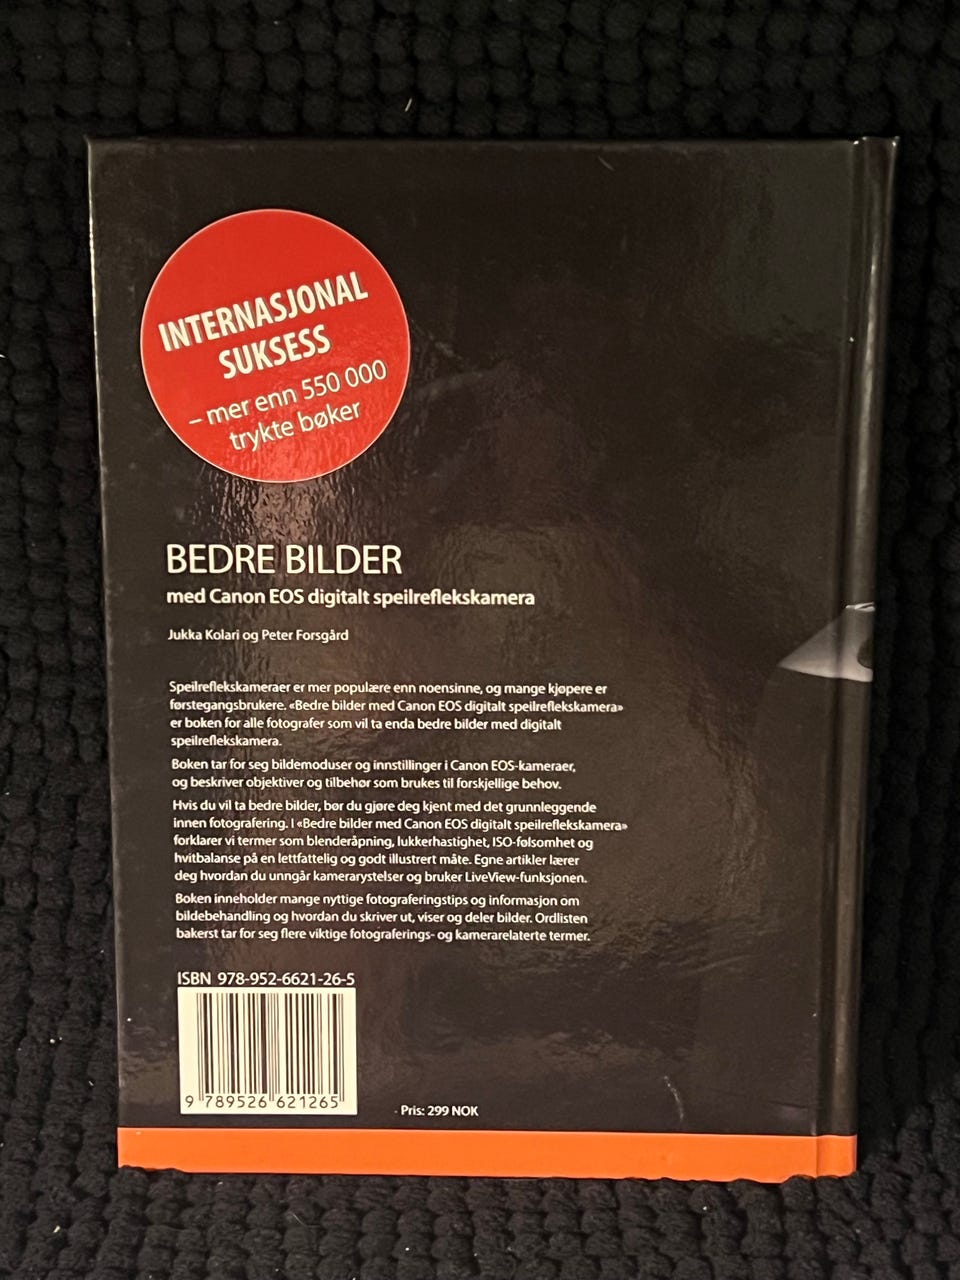 INTERNASJONAL
SUKSESS
– mer enn 550 000
trykte bøker
BEDRE BILDER
med Canon EOS digitalt speilreflekskamera
Jukka Kolari og Peter Forsgård
Speilreflekskameraer er mer populære enn noensinne, og mange kjøpere er
førstegangsbrukere. «Bedre bilder med Canon EOS digitalt speilreflekskamera»
er boken for alle fotografer som vil ta enda bedre bilder med digitalt
speilreflekskamera.
Boken tar for seg bildemoduser og innstillinger i Canon EOS-kameraer,
og beskriver objektiver og tilbehør som brukes til forskjellige behov.
Hvis du vil ta bedre bilder, bør du gjøre deg kjent med det grunnleggende
innen fotografering. I «Bedre bilder med Canon EOS digitalt speilreflekskamera»
forklarer vi termer som blenderåpning, lukkerhastighet, ISO-følsomhet og
hvitbalanse på en lettfattelig og godt illustrert måte. Egne artikler lærer
deg hvordan du unngår kamerarystelser og bruker LiveView-funksjonen.
Boken inneholder mange nyttige fotograferingstips og informasjon om
bildebehandling og hvordan du skriver ut, viser og deler bilder. Ordlisten
bakerst tar for seg flere viktige fotograferings- og kamerarelaterte termer.
ISBN 978-952-6621-26-5
9 789526 621265
Pris: 299 NOK